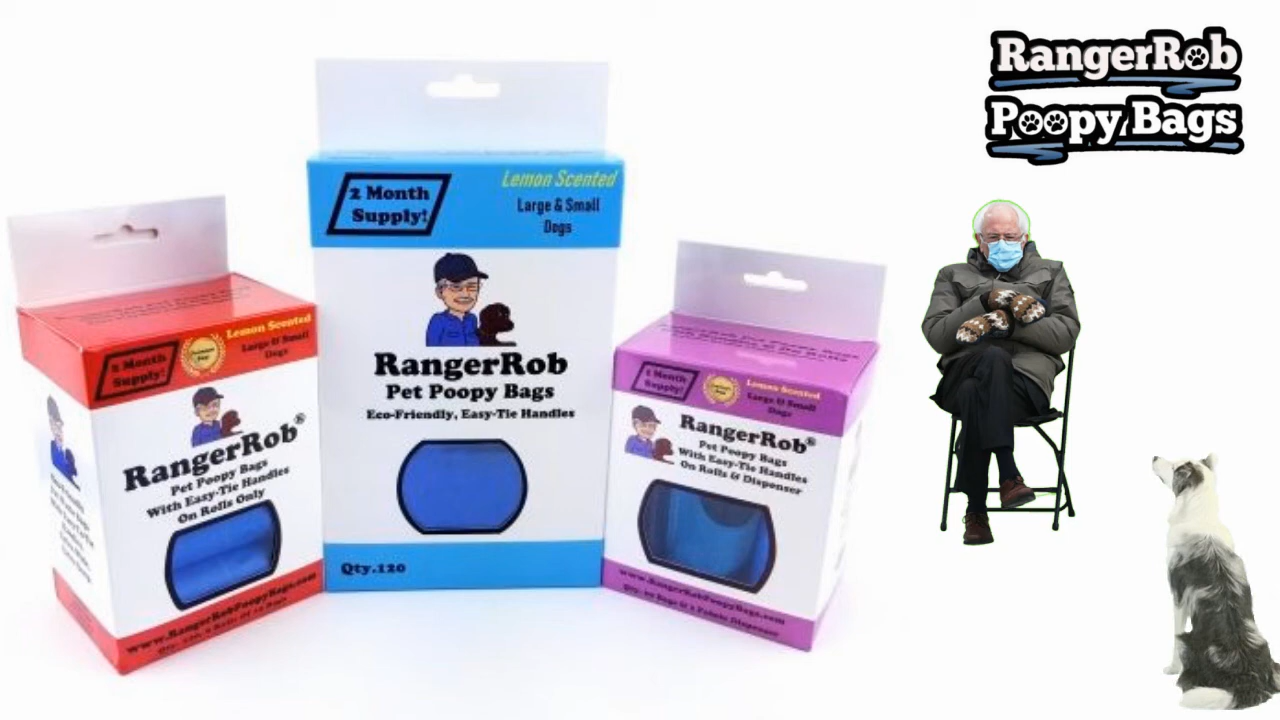 RangerRob
Poopy Bags
2 Month
Supply!
Lemon Scented
Large & Small
Dogs
RangerRob
Pet Poopy Bags
Eco-Friendly, Easy-Tie Handles
Qty.120
2 Month
Supply!
Lemon Scented
Large & Small
Dogs
RangerRob®
Pet Poopy Bags
With Easy-Tie Handles
On Rolls Only
www.RangerRobPoopyBags.com
1 Month
Supply!
Lemon Scented
Large & Small
Dogs
RangerRob®
Pet Poopy Bags
With Easy-Tie Handles
On Rolls & Dispenser
www.RangerRobPoopyBags.com